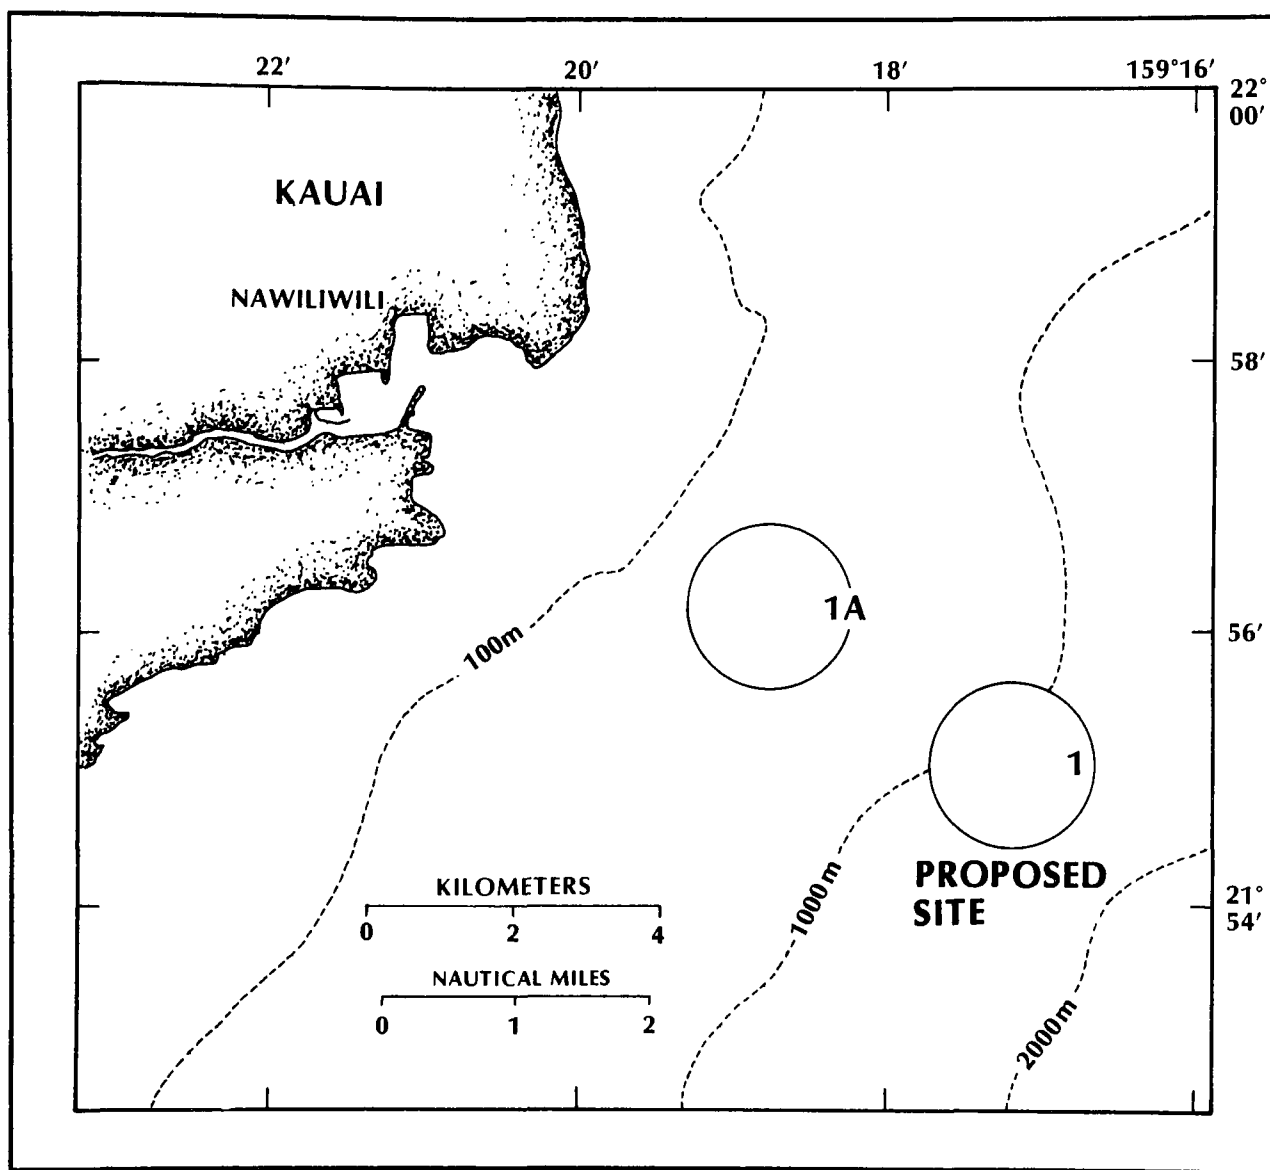 22′ 20′ 18′ 159°16′
22°
00′
KAUAI
NAWILIWILI
58′
1A
56′
100m
1
PROPOSED
SITE
1000m
21°
54′
KILOMETERS
0 2 4
NAUTICAL MILES
0 1 2
2000m